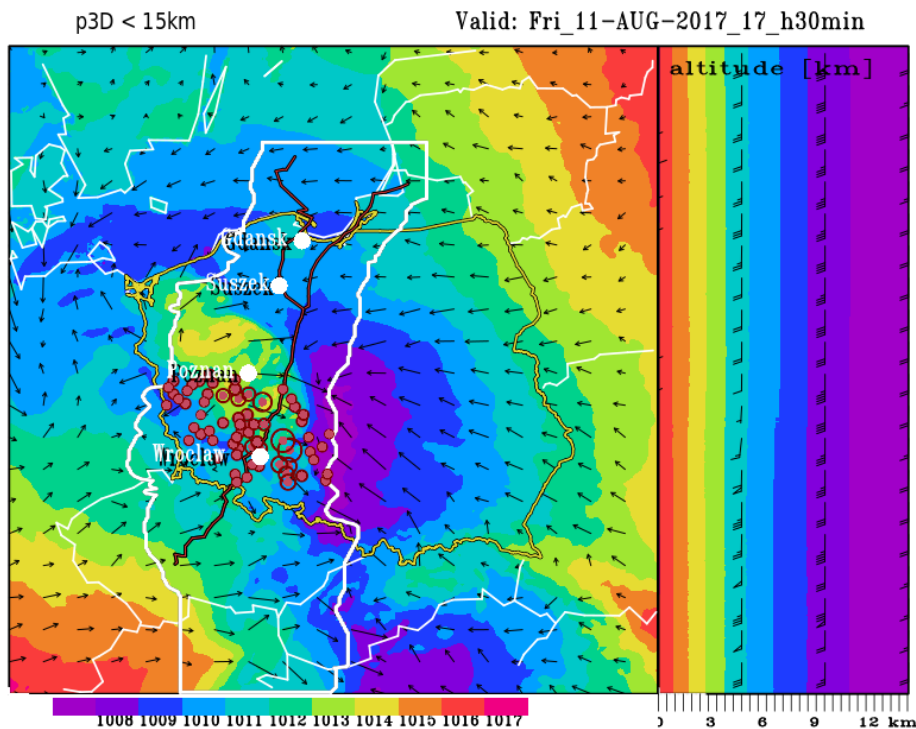 p3D < 15km
Valid: Fri_11-AUG-2017_17_h30min
altitude [km]
Gdansk
Suszek
Poznan
Wroclaw
1008 1009 1010 1011 1012 1013 1014 1015 1016 1017
0 3 6 9 12 km